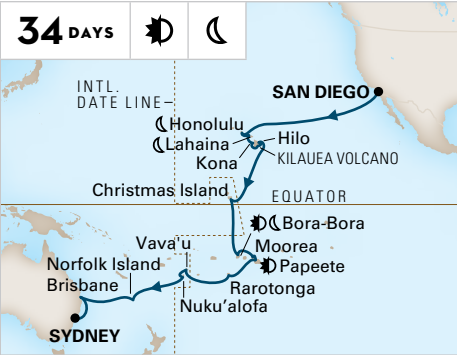 34 DAYS
INTL.
DATE LINE
SAN DIEGO
Honolulu
Lahaina
Hilo
Kona
KILAUEA VOLCANO
Christmas Island
EQUATOR
Bora-Bora
Vava'u
Moorea
Norfolk Island
Papeete
Brisbane
Rarotonga
Nuku'alofa
SYDNEY